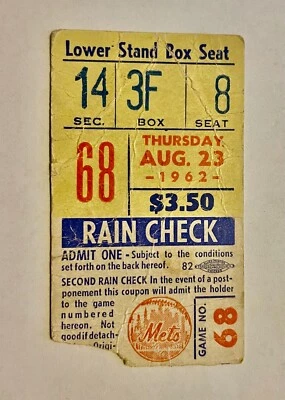 Lower Stand Box Seat
14 3F 8
SEC. BOX SEAT
68
THURSDAY
AUG. 23
-1962-
$3.50
RAIN CHECK
ADMIT ONE - Subject to the conditions
set forth on the back hereof. 82
SECOND RAIN CHECK In the event of a post-
ponement this coupon will admit the holder
to the game
numbered
hereon. Not
good if detach-
Origi-
Mets
GAME NO. 68